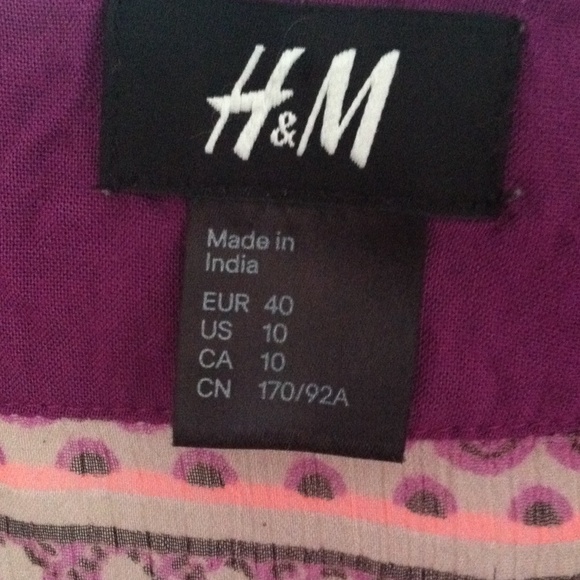 H&M
Made in
India
EUR 40
US 10
CA 10
CN 170/92A